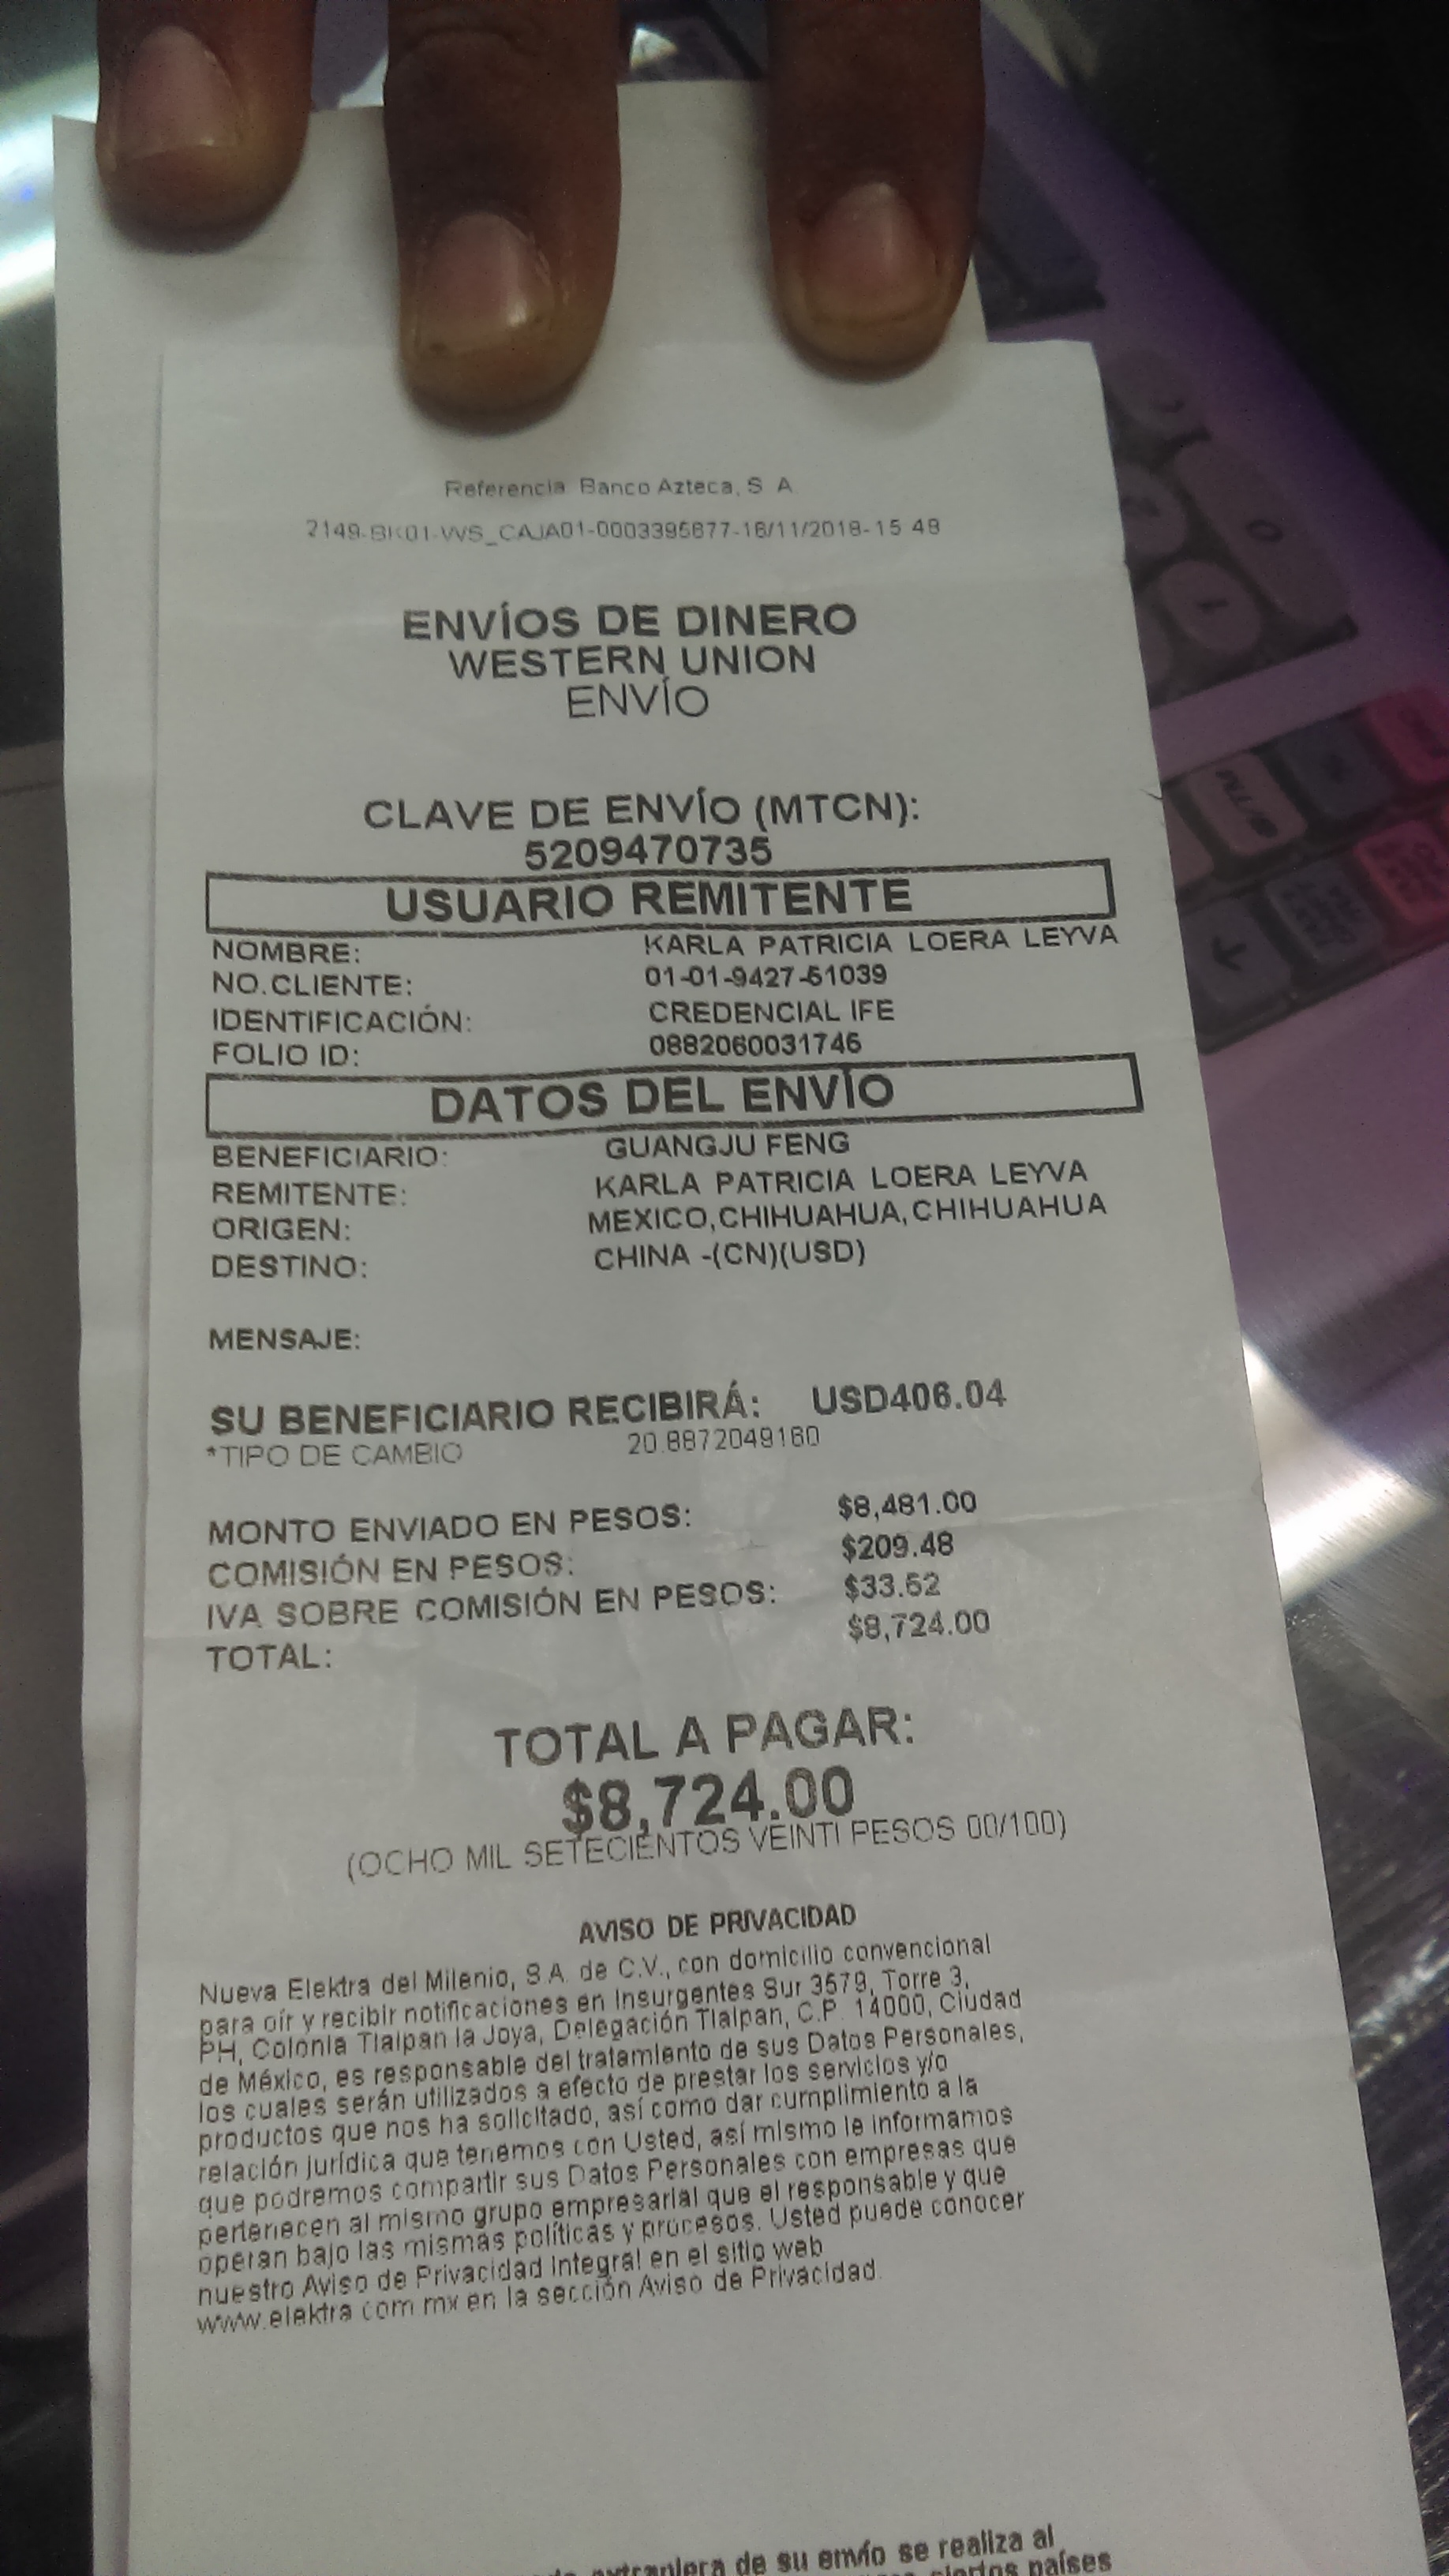 Referencia Banco Azteca, S A
2149-BK01-WS_CAJA01-0003395877-16/11/2018-15 48
ENVÍOS DE DINERO
WESTERN UNION
ENVÍO
CLAVE DE ENVÍO (MTCN):
5209470735
USUARIO REMITENTE
NOMBRE: KARLA PATRICIA LOERA LEYVA
NO.CLIENTE: 01-01-9427-51039
IDENTIFICACIÓN: CREDENCIAL IFE
FOLIO ID: 0882060031746
DATOS DEL ENVÍO
BENEFICIARIO: GUANGJU FENG
REMITENTE: KARLA PATRICIA LOERA LEYVA
ORIGEN: MEXICO,CHIHUAHUA,CHIHUAHUA
DESTINO: CHINA -(CN)(USD)
MENSAJE:
SU BENEFICIARIO RECIBIRÁ: USD406.04
*TIPO DE CAMBIO 20.8872049160
MONTO ENVIADO EN PESOS: $8,481.00
COMISIÓN EN PESOS: $209.48
IVA SOBRE COMISIÓN EN PESOS: $33.52
TOTAL: $8,724.00
TOTAL A PAGAR:
$8,724.00
(OCHO MIL SETECIENTOS VEINTI PESOS 00/100)
AVISO DE PRIVACIDAD
Nueva Elektra del Milenio, S.A. de C.V., con domicilio convencional
para oír y recibir notificaciones en Insurgentes Sur 3579, Torre 3,
PH, Colonia Tlalpan la Joya, Delegación Tlalpan, C.P. 14000, Ciudad
de México, es responsable del tratamiento de sus Datos Personales,
los cuales serán utilizados a efecto de prestar los servicios y/o
productos que nos ha solicitado, así como dar cumplimiento a la
relación jurídica que tenemos con Usted, así mismo le informamos
que podremos compartir sus Datos Personales con empresas que
pertenecen al mismo grupo empresarial que el responsable y que
operan bajo las mismas políticas y procesos. Usted puede conocer
nuestro Aviso de Privacidad Integral en el sitio web
www.elektra.com.mx en la sección Aviso de Privacidad.
extranjera de su envío se realiza al
ciertos países